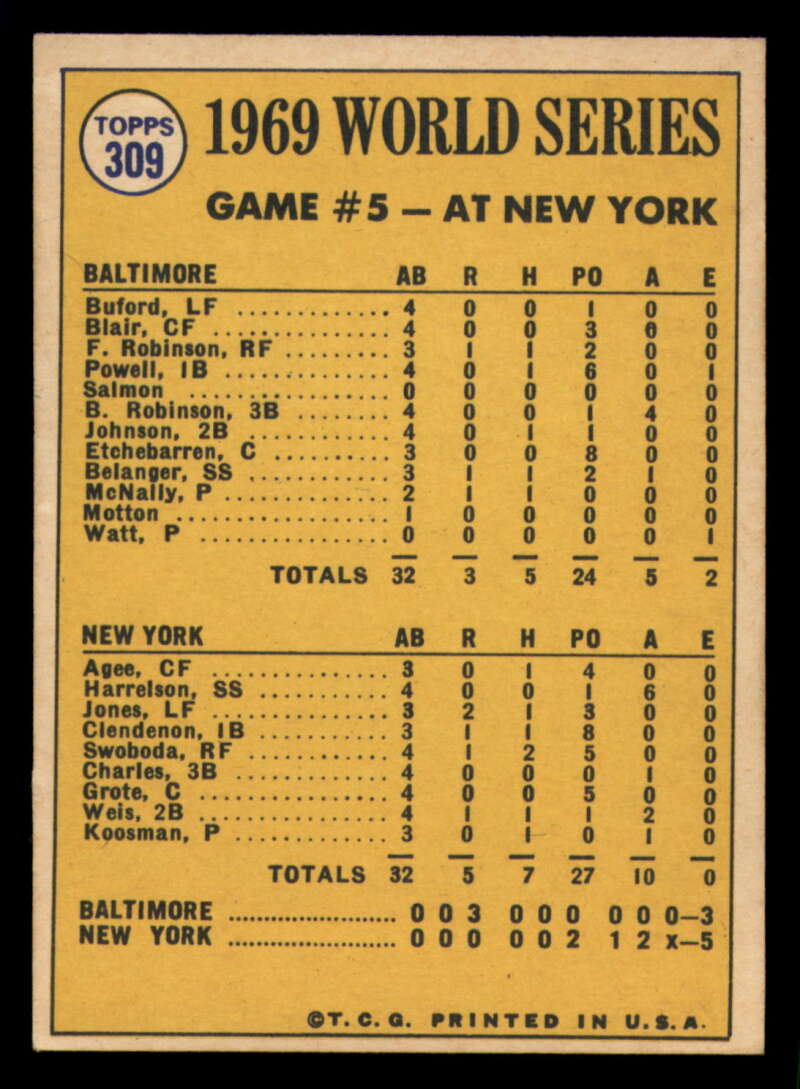 TOPPS
309
1969 WORLD SERIES
GAME #5 – AT NEW YORK
BALTIMORE AB R H PO A E
Buford, LF ............. 4 0 0 1 0 0
Blair, CF ............... 4 0 0 3 0 0
F. Robinson, RF ......... 3 1 1 2 0 0
Powell, 1B .............. 4 0 1 6 0 1
Salmon ................. 0 0 0 0 0 0
B. Robinson, 3B ........ 4 0 0 1 4 0
Johnson, 2B ............ 4 0 1 1 0 0
Etchebarren, C .......... 3 0 0 8 0 0
Belanger, SS ............ 3 1 1 2 1 0
McNally, P .............. 2 1 1 0 0 0
Motton .................. 1 0 0 0 0 0
Watt, P ................ 0 0 0 0 0 1
TOTALS 32 3 5 24 5 2
NEW YORK AB R H PO A E
Agee, CF ............... 3 0 1 4 0 0
Harrelson, SS ........... 4 0 0 1 6 0
Jones, LF ............... 3 2 1 3 0 0
Clendenon, 1B ........... 3 1 1 8 0 0
Swoboda, RF ............ 4 1 2 5 0 0
Charles, 3B ............. 4 0 0 0 1 0
Grote, C ................ 4 0 0 5 0 0
Weis, 2B ................ 4 1 1 1 2 0
Koosman, P ............. 3 0 1 0 1 0
TOTALS 32 5 7 27 10 0
BALTIMORE ........................ 0 0 3 0 0 0 0 0 0–3
NEW YORK ........................ 0 0 0 0 0 2 1 2 x–5
©T. C. G. PRINTED IN U.S.A.